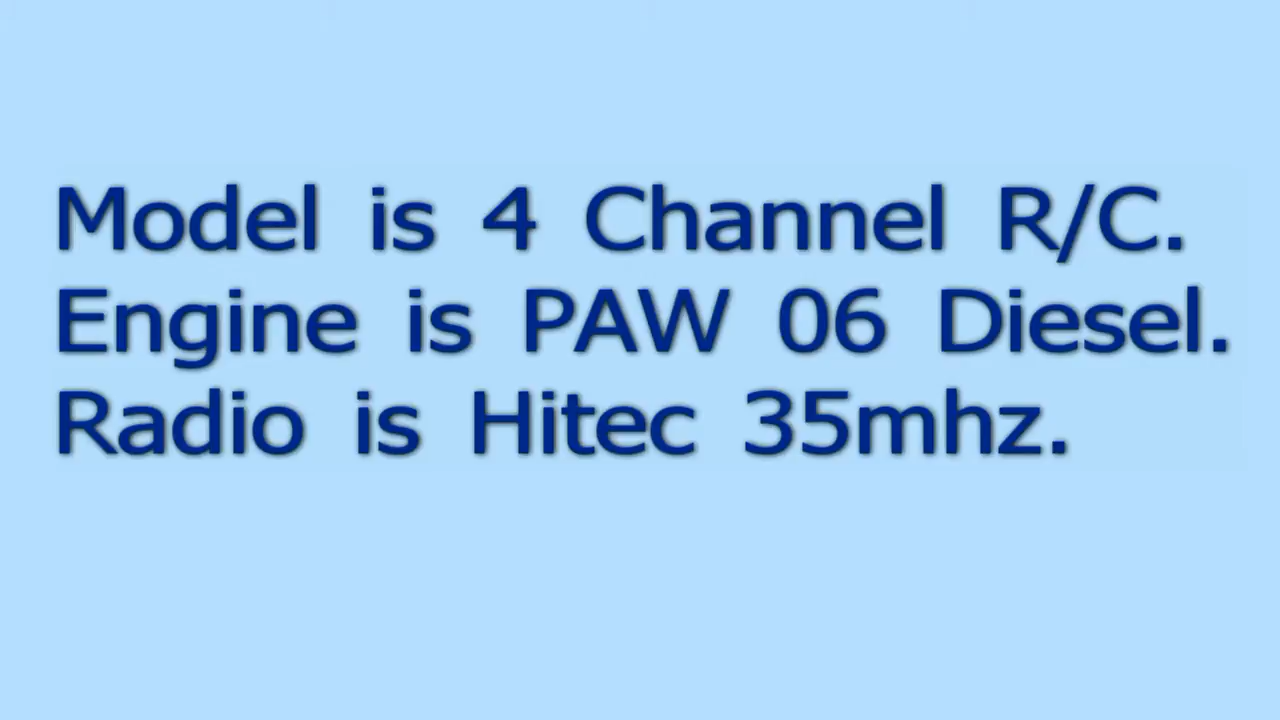 Model is 4 Channel R/C.
Engine is PAW 06 Diesel.
Radio is Hitec 35mhz.